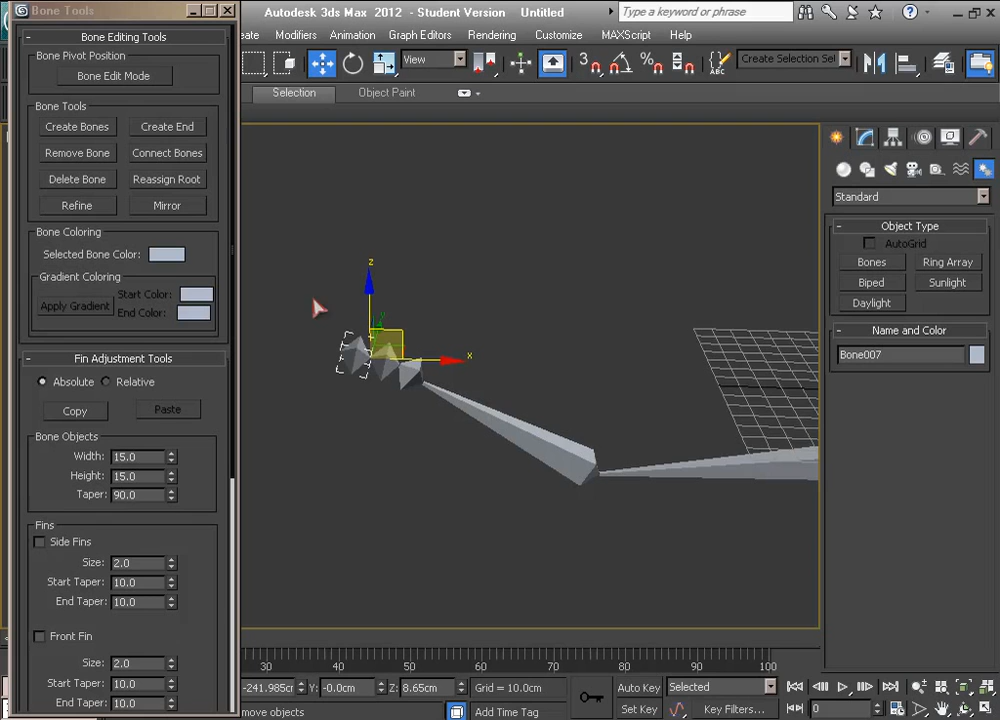 Bone Tools
Autodesk 3ds Max 2012 - Student Version Untitled
Type a keyword or phrase
eate Modifiers Animation Graph Editors Rendering Customize MAXScript Help
Bone Editing Tools
Bone Pivot Position
Bone Edit Mode
View
Create Selection Sel
Selection Object Paint
Bone Tools
Create Bones Create End
Remove Bone Connect Bones
Delete Bone Reassign Root
Refine Mirror
Bone Coloring
Selected Bone Color:
Gradient Coloring
Apply Gradient Start Color:
End Color:
Fin Adjustment Tools
Absolute Relative
Copy Paste
Bone Objects
Width: 15.0
Height: 15.0
Taper: 90.0
Fins
Side Fins
Size: 2.0
Start Taper: 10.0
End Taper: 10.0
Front Fin
Size: 2.0
Start Taper: 10.0
End Taper: 10.0
z
y
x
Standard
Object Type
AutoGrid
Bones Ring Array
Biped Sunlight
Daylight
Name and Color
Bone007
30 40 50 60 70 80 90 100
-241.985c Y: -0.0cm Z: 8.65cm Grid = 10.0cm
Auto Key Selected
move objects Add Time Tag
Set Key Key Filters... 0